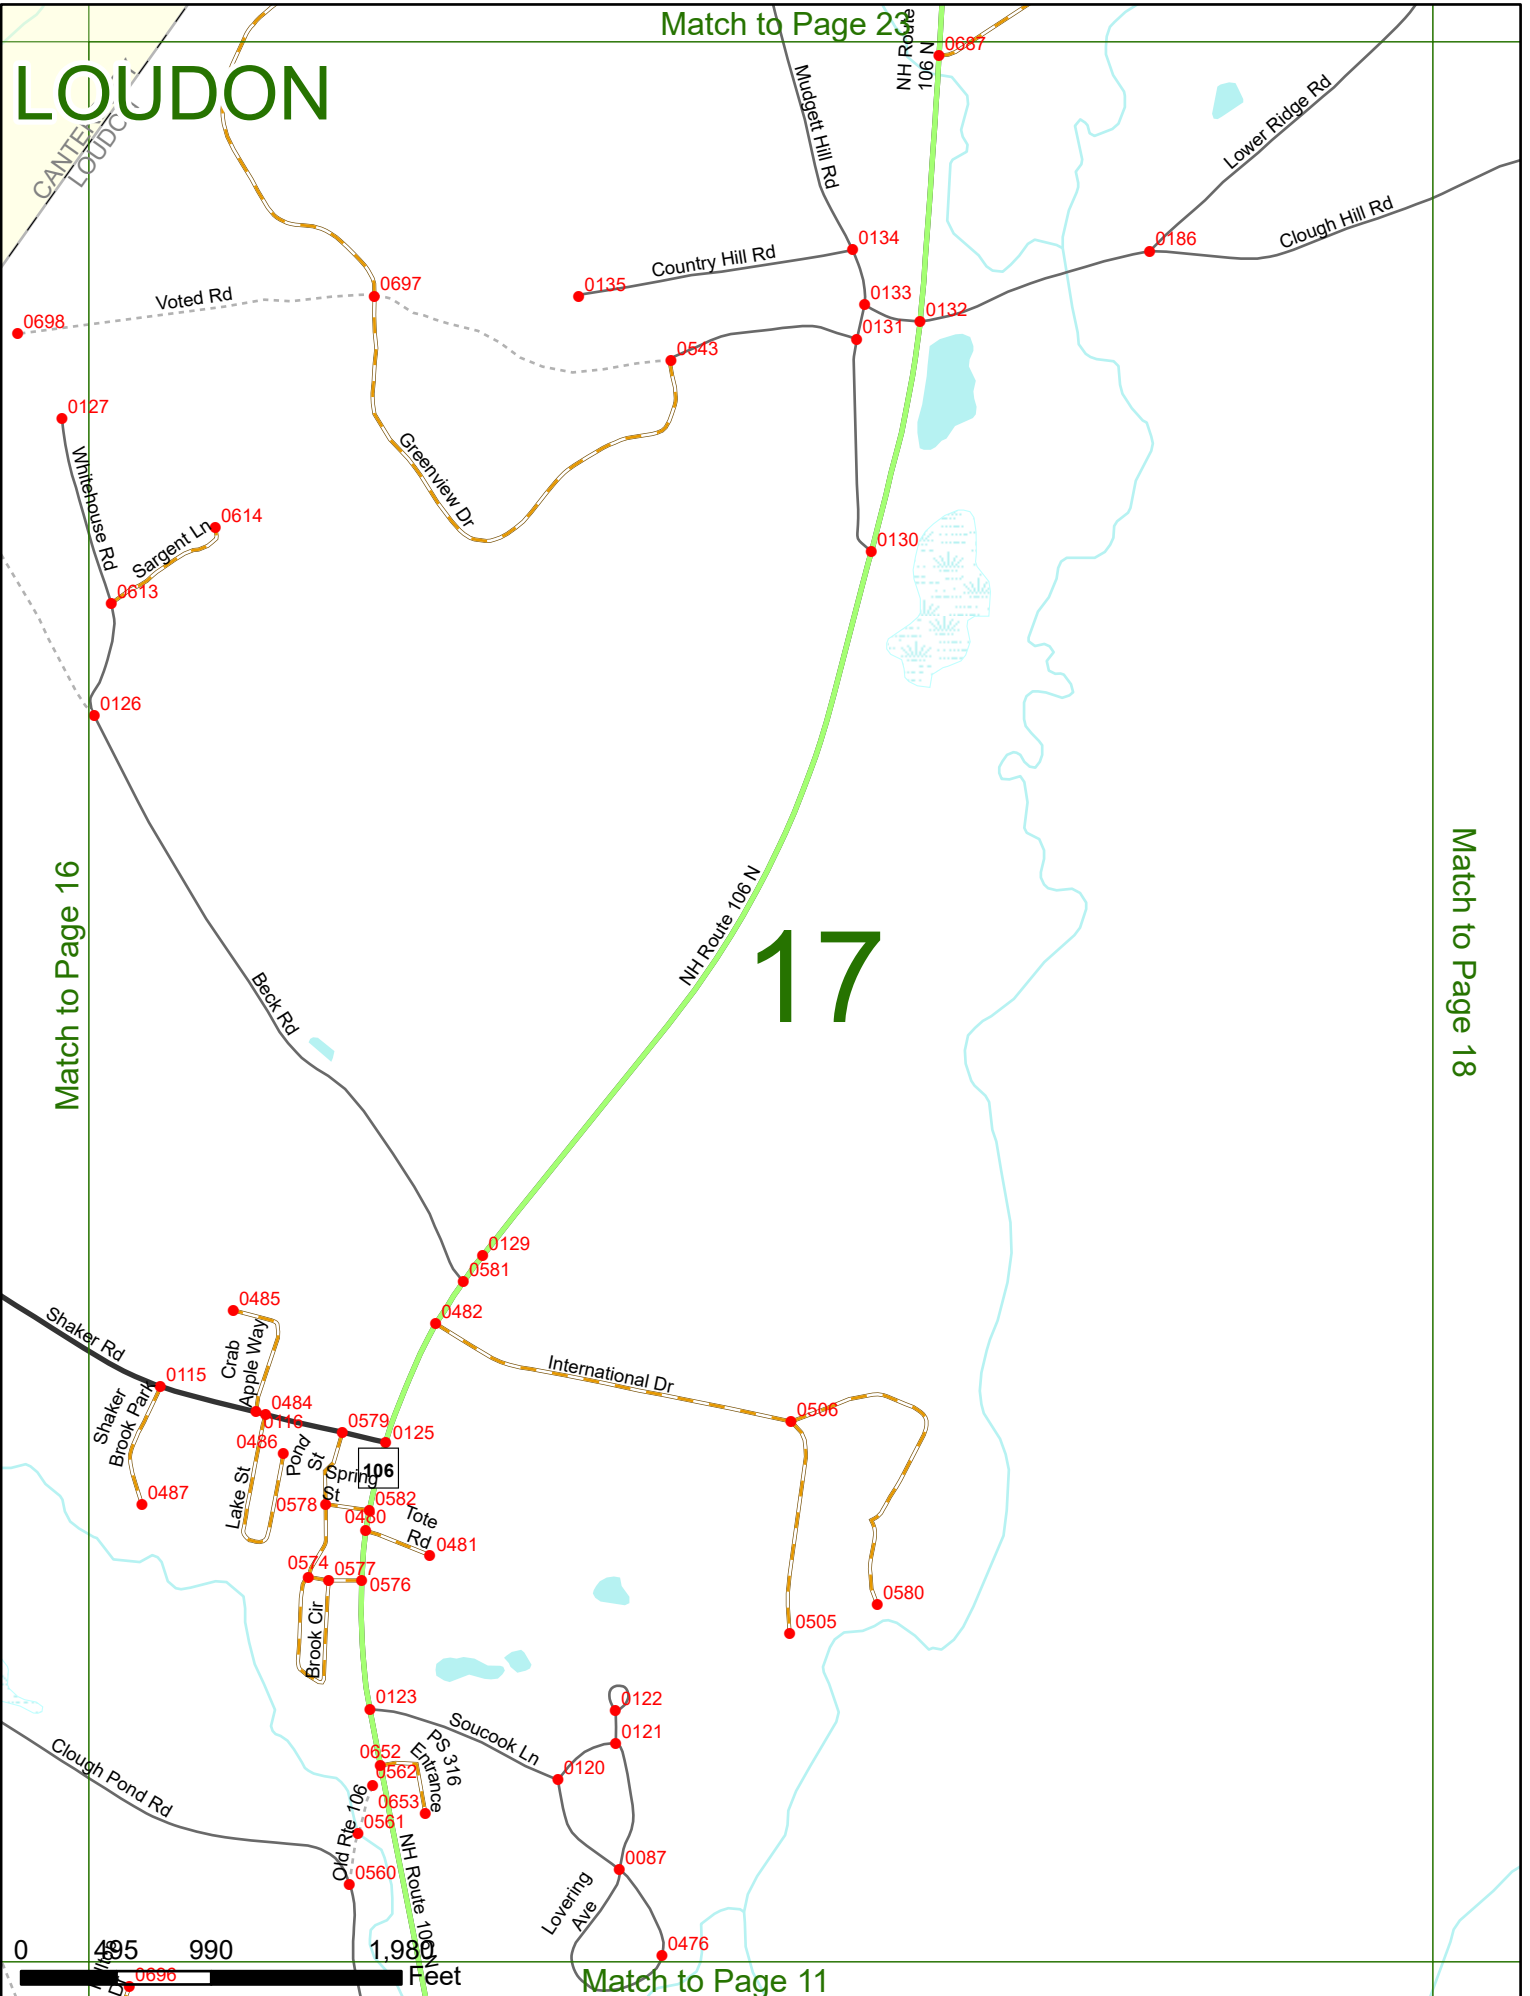 Match to Page 23
LOUDON
NH Route
106 N
0687
Mudgett Hill Rd
Lower Ridge Rd
Clough Hill Rd
0134
0186
Country Hill Rd
0135
0133
0132
0131
Voted Rd
0697
0698
0543
0127
Whitehouse Rd
Greenview Dr
Sargent Ln
0614
0613
0130
0126
Match to Page 16
Match to Page 18
NH Route 106 N
17
Beck Rd
0129
0581
0482
0485
Shaker Rd
Crab
Apple Way
International Dr
0115
0484
0116
0579
0125
0506
Shaker
Brook Park
0486
Pond
St
106
Spring
St
0487
Lake St
0578
0582
0480
Tote
Rd
0481
0574
0577
0576
0580
0505
Brook Cir
0123
0122
Soucook Ln
0121
PS 316
Entrance
0652
0562
0120
0653
Clough Pond Rd
Old Rte 106
0561
NH Route 106 N
0560
0087
Lovering
Ave
0476
0 495 990 1,980
Feet
0696
Match to Page 11